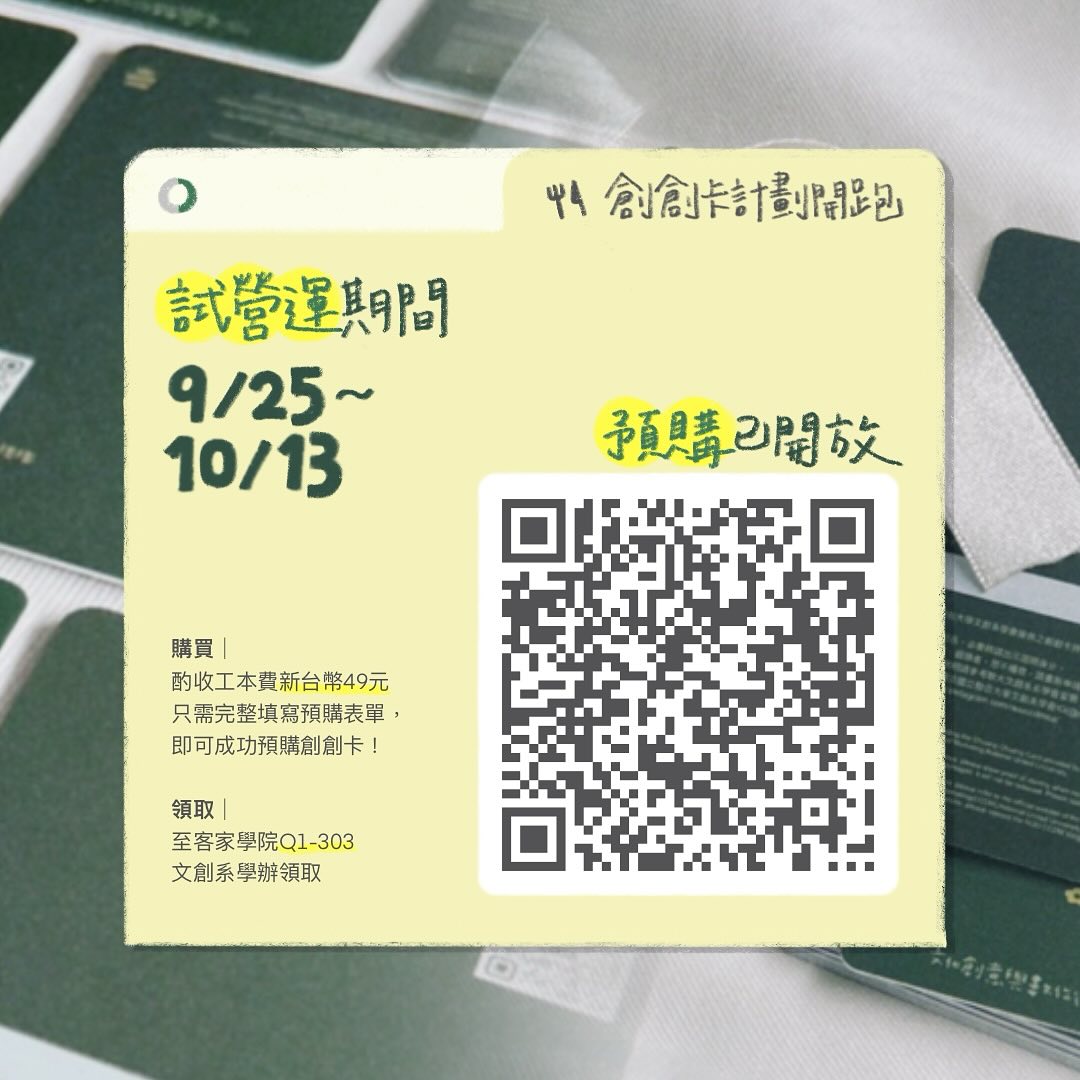 創創卡計劃開跑
試營運期間
9/25~
10/13
預購已開放
購買｜
酌收工本費新台幣49元
只需完整填寫預購表單，
即可成功預購創創卡！
領取｜
至客家學院Q1-303
文創系學辦領取